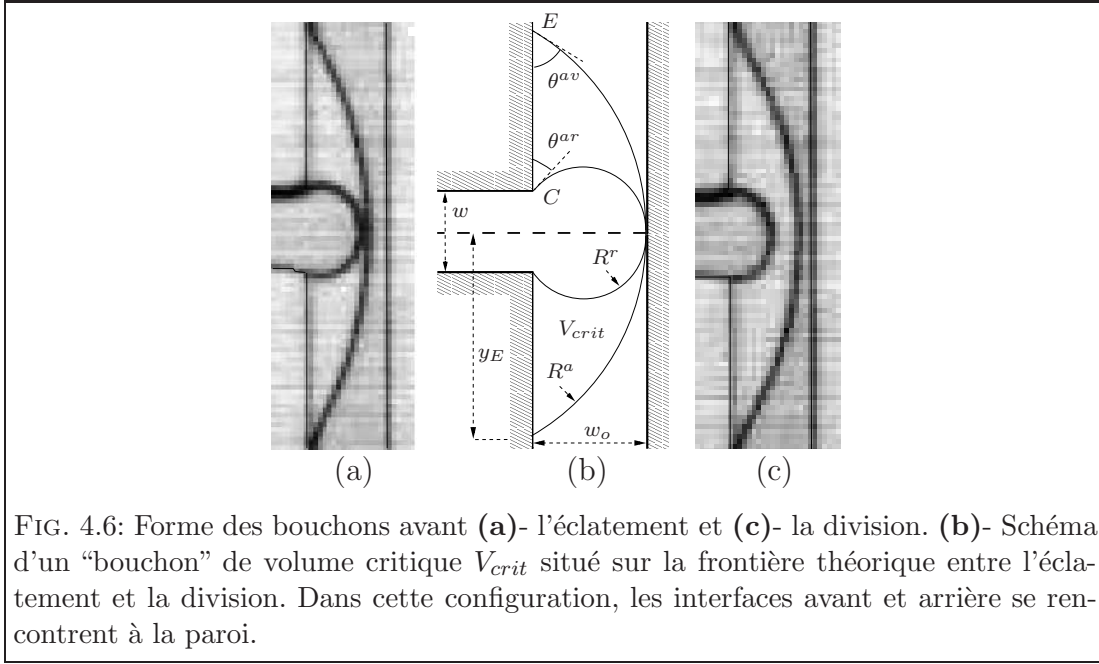 E
θ^{av}
θ^{ar}
w
C
R^r
V_{crit}
y_E
R^a
w_o
(a)
(b)
(c)
FIG. 4.6: Forme des bouchons avant (a)- l'éclatement et (c)- la division. (b)- Schéma
d'un “bouchon” de volume critique V_{crit} situé sur la frontière théorique entre l'écla-
tement et la division. Dans cette configuration, les interfaces avant et arrière se ren-
contrent à la paroi.